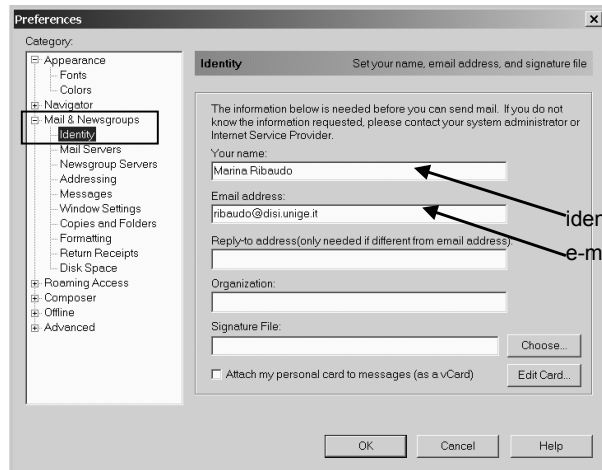 Preferences
Category:
Appearance
Fonts
Colors
Navigator
Mail & Newsgroups
Identity
Mail Servers
Newsgroup Servers
Addressing
Messages
Window Settings
Copies and Folders
Formatting
Return Receipts
Disk Space
Roaming Access
Composer
Offline
Advanced
Identity Set your name, email address, and signature file
The information below is needed before you can send mail. If you do not
know the information requested, please contact your system administrator or
Internet Service Provider.
Your name:
Marina Ribaudo
Email address:
ribaudo@disi.unige.it
Reply-to address(only needed if different from email address).
Organization:
Signature File:
Choose...
Attach my personal card to messages (as a vCard)
Edit Card...
OK Cancel Help